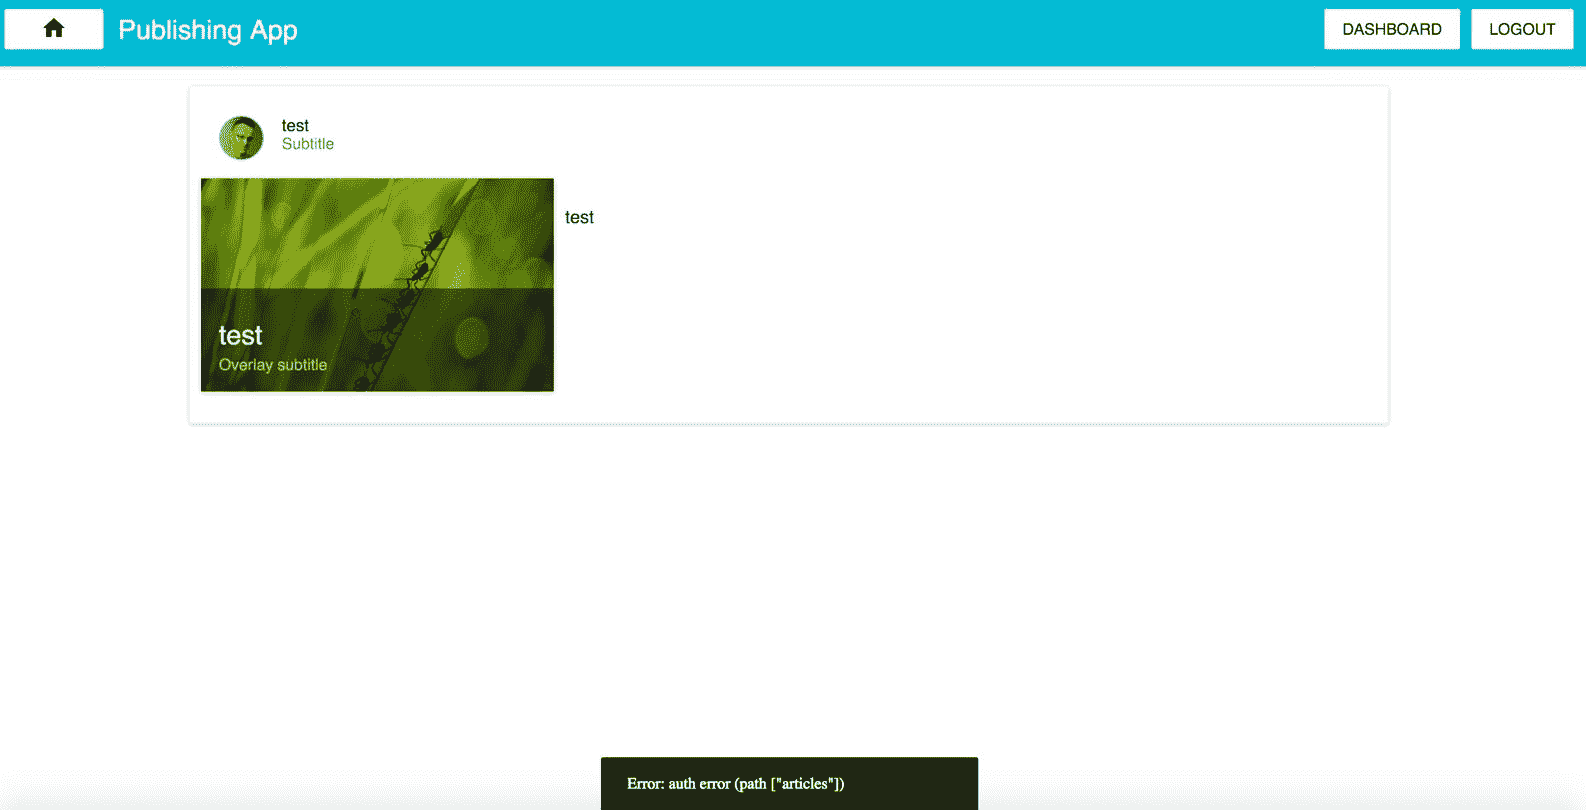 Publishing App
DASHBOARD
LOGOUT
test
Subtitle
test
test
Overlay subtitle
Error: auth error (path ["articles"])